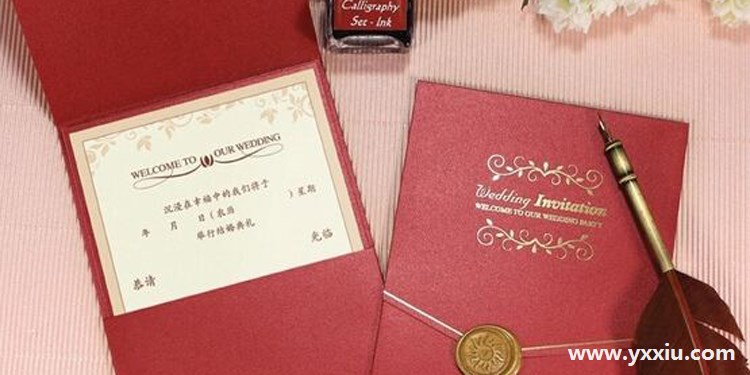 Calligraphy
Set - Ink
WELCOME TO OUR WEDDING
沉浸在幸福中的我们将于
年 月 日（农历 ）星期
举行结婚典礼
恭请 光临
Wedding Invitation
WELCOME TO OUR WEDDING PARTY
www.yxxiu.com